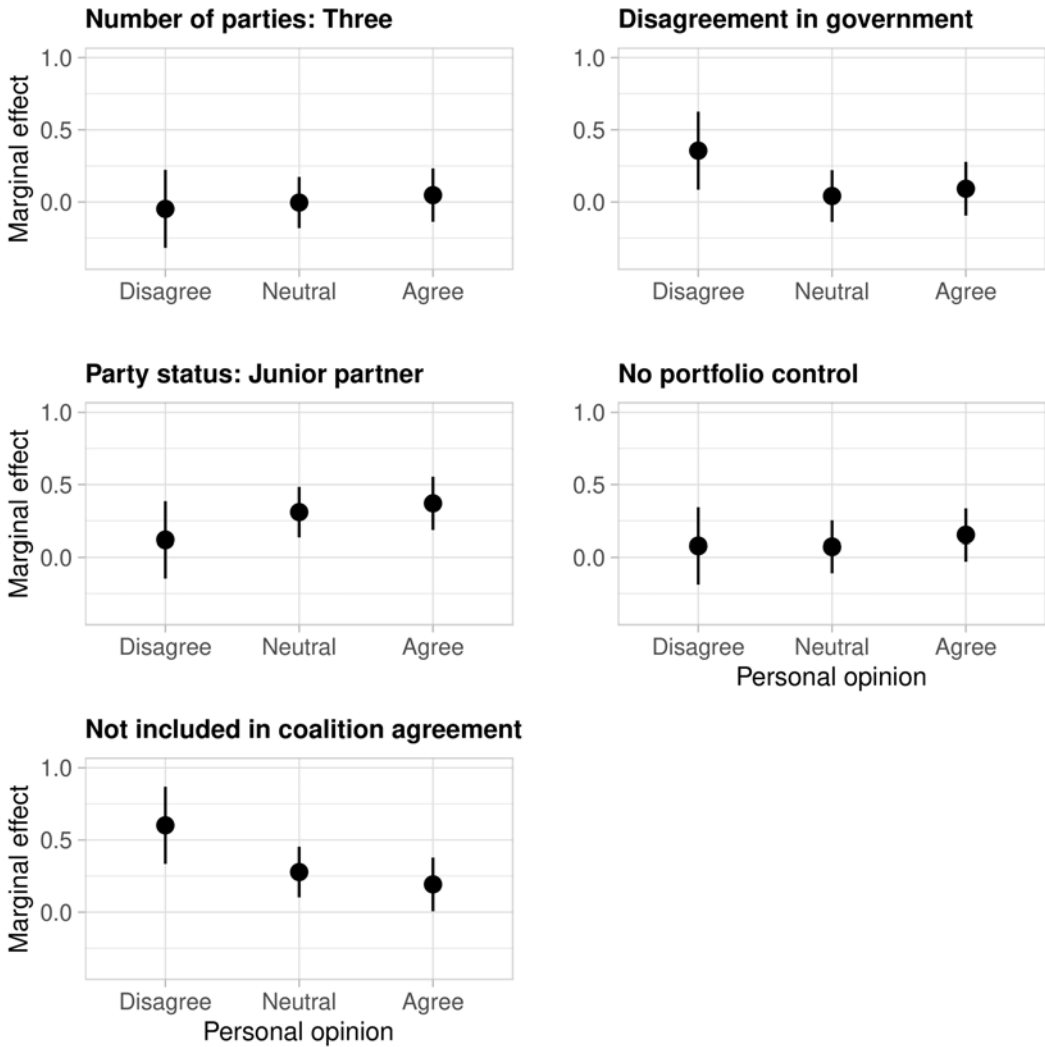 Number of parties: Three
Marginal effect
1.0
0.5
0.0
Disagree Neutral Agree
Disagreement in government
1.0
0.5
0.0
Disagree Neutral Agree
Party status: Junior partner
Marginal effect
1.0
0.5
0.0
Disagree Neutral Agree
No portfolio control
1.0
0.5
0.0
Disagree Neutral Agree
Personal opinion
Not included in coalition agreement
Marginal effect
1.0
0.5
0.0
Disagree Neutral Agree
Personal opinion